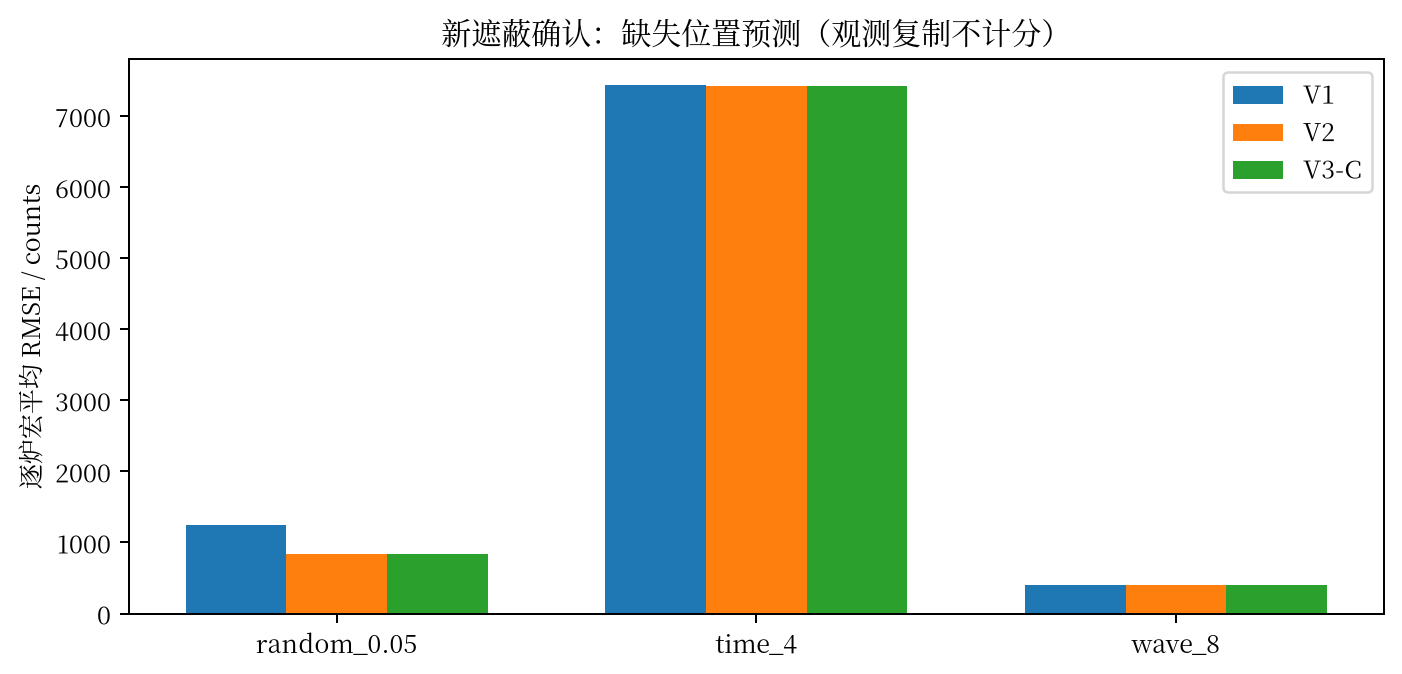 新遮蔽确认：缺失位置预测（观测复制不计分）
逐炉宏平均 RMSE / counts
7000
6000
5000
4000
3000
2000
1000
0
V1
V2
V3-C
random_0.05
time_4
wave_8